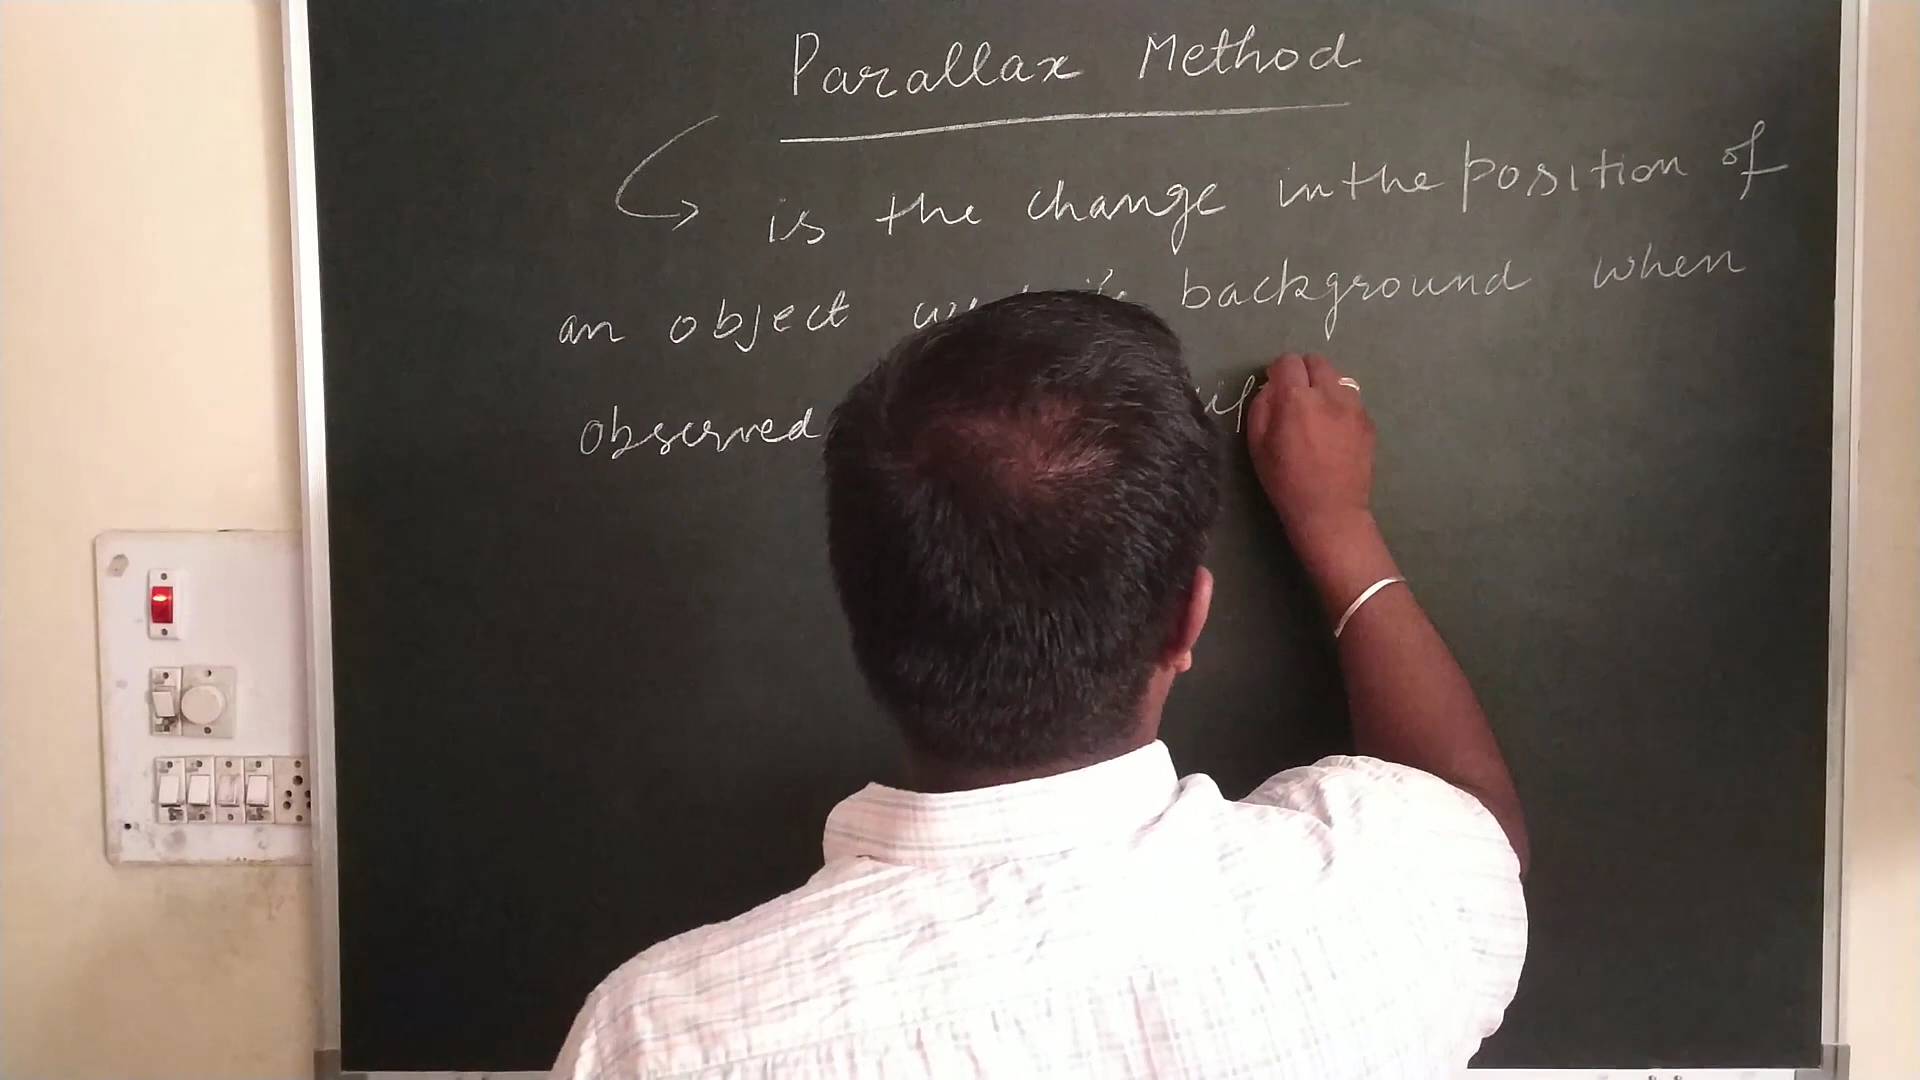 Parallax Method
is the change in the position of
an object background when
observed